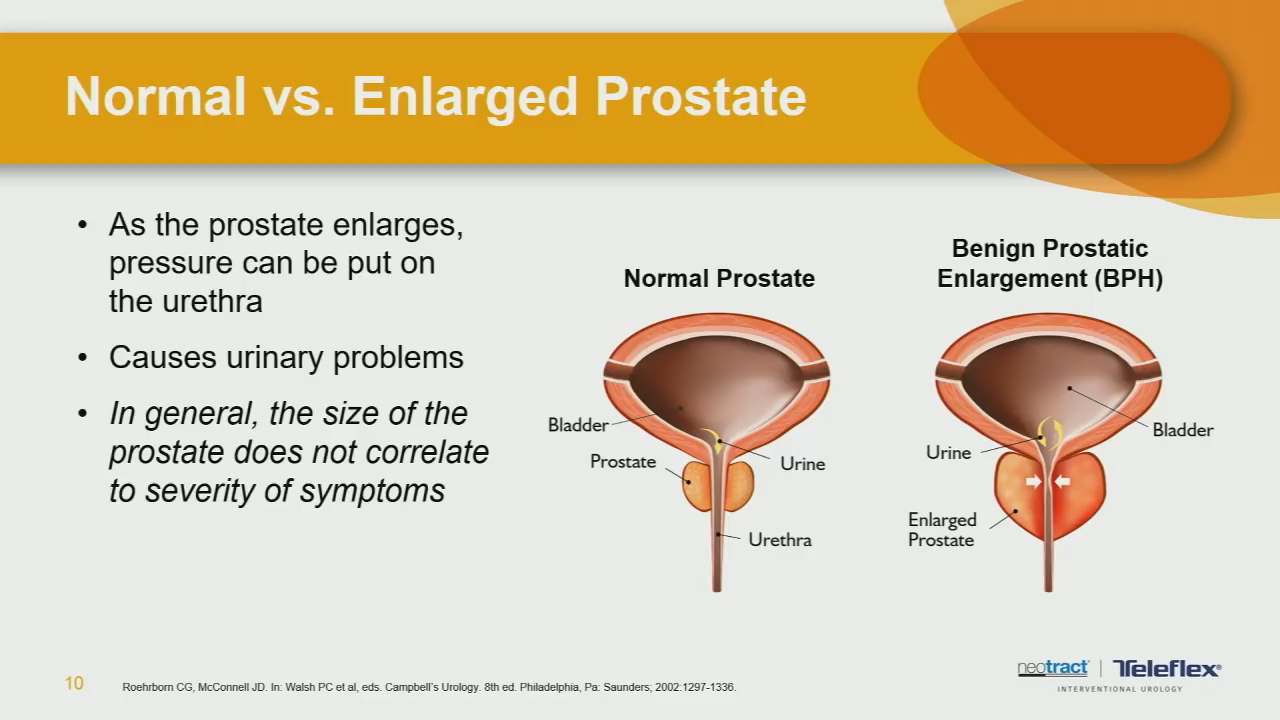 Normal vs. Enlarged Prostate
• As the prostate enlarges,
pressure can be put on
the urethra
• Causes urinary problems
• In general, the size of the
prostate does not correlate
to severity of symptoms
Normal Prostate
Bladder
Prostate
Urine
Urethra
Benign Prostatic
Enlargement (BPH)
Bladder
Urine
Enlarged
Prostate
10
Roehrborn CG, McConnell JD. In: Walsh PC et al, eds. Campbell's Urology. 8th ed. Philadelphia, Pa: Saunders; 2002:1297-1336.
neotract® | Teleflex®
INTERVENTIONAL UROLOGY